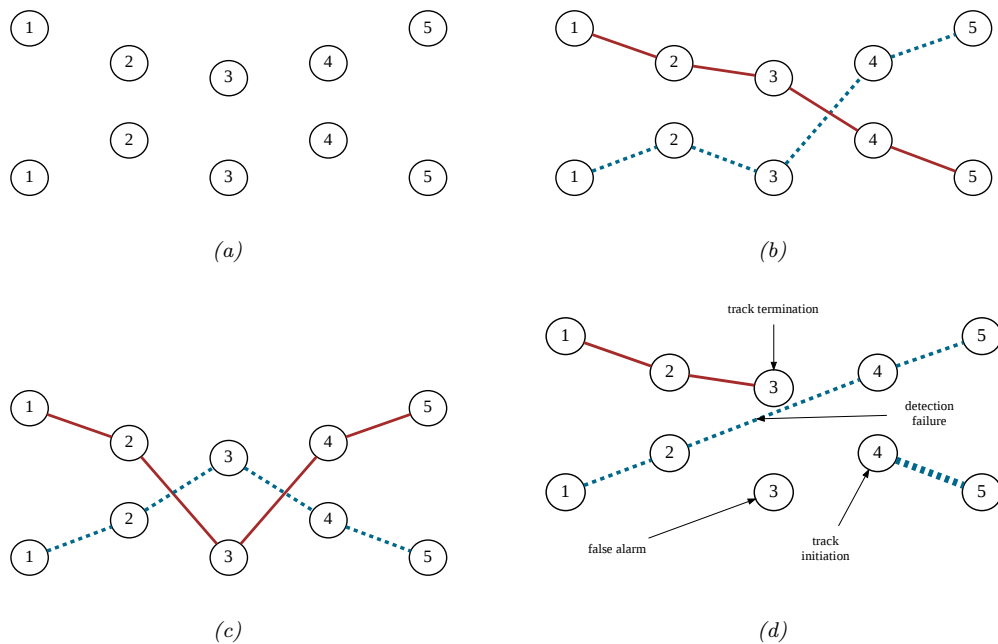 1 5
2 4
3
2 4
1 3 5
(a)
1 5
2 4
3
2 4
1 3 5
(b)
1 5
2 4
3
2 4
1 3 5
(c)
track termination
1 5
2 4
3
detection
failure
2 4
1 3 5
false alarm
track
initiation
(d)